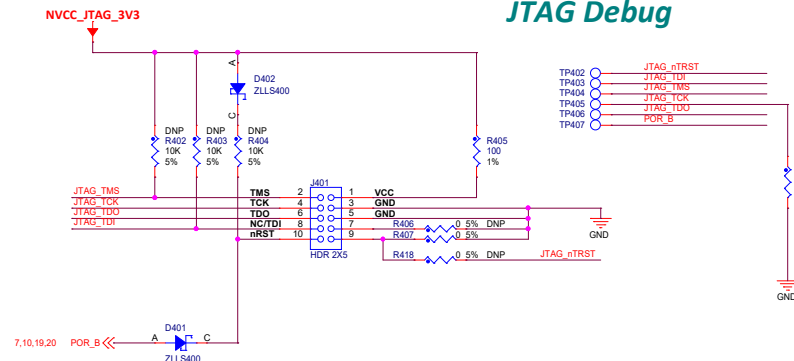 JTAG Debug
NVCC_JTAG_3V3
A
D402
ZLLS400
C
DNP
R402
10K
5%
DNP
R403
10K
5%
DNP
R404
10K
5%
R405
100
1%
TP402 JTAG_nTRST
TP403 JTAG_TDI
TP404 JTAG_TMS
TP405 JTAG_TCK
TP406 JTAG_TDO
TP407 POR_B
J401
JTAG_TMS TMS 2 1 VCC
JTAG_TCK TCK 4 3 GND
JTAG_TDO TDO 6 5 GND
JTAG_TDI NC/TDI 8 7 R406 0 5% DNP
nRST 10 9 R407 0 5%
HDR 2X5
R418 0 5% DNP JTAG_nTRST
GND
GND
D401
7,10,19,20 POR_B A C
ZLLS400